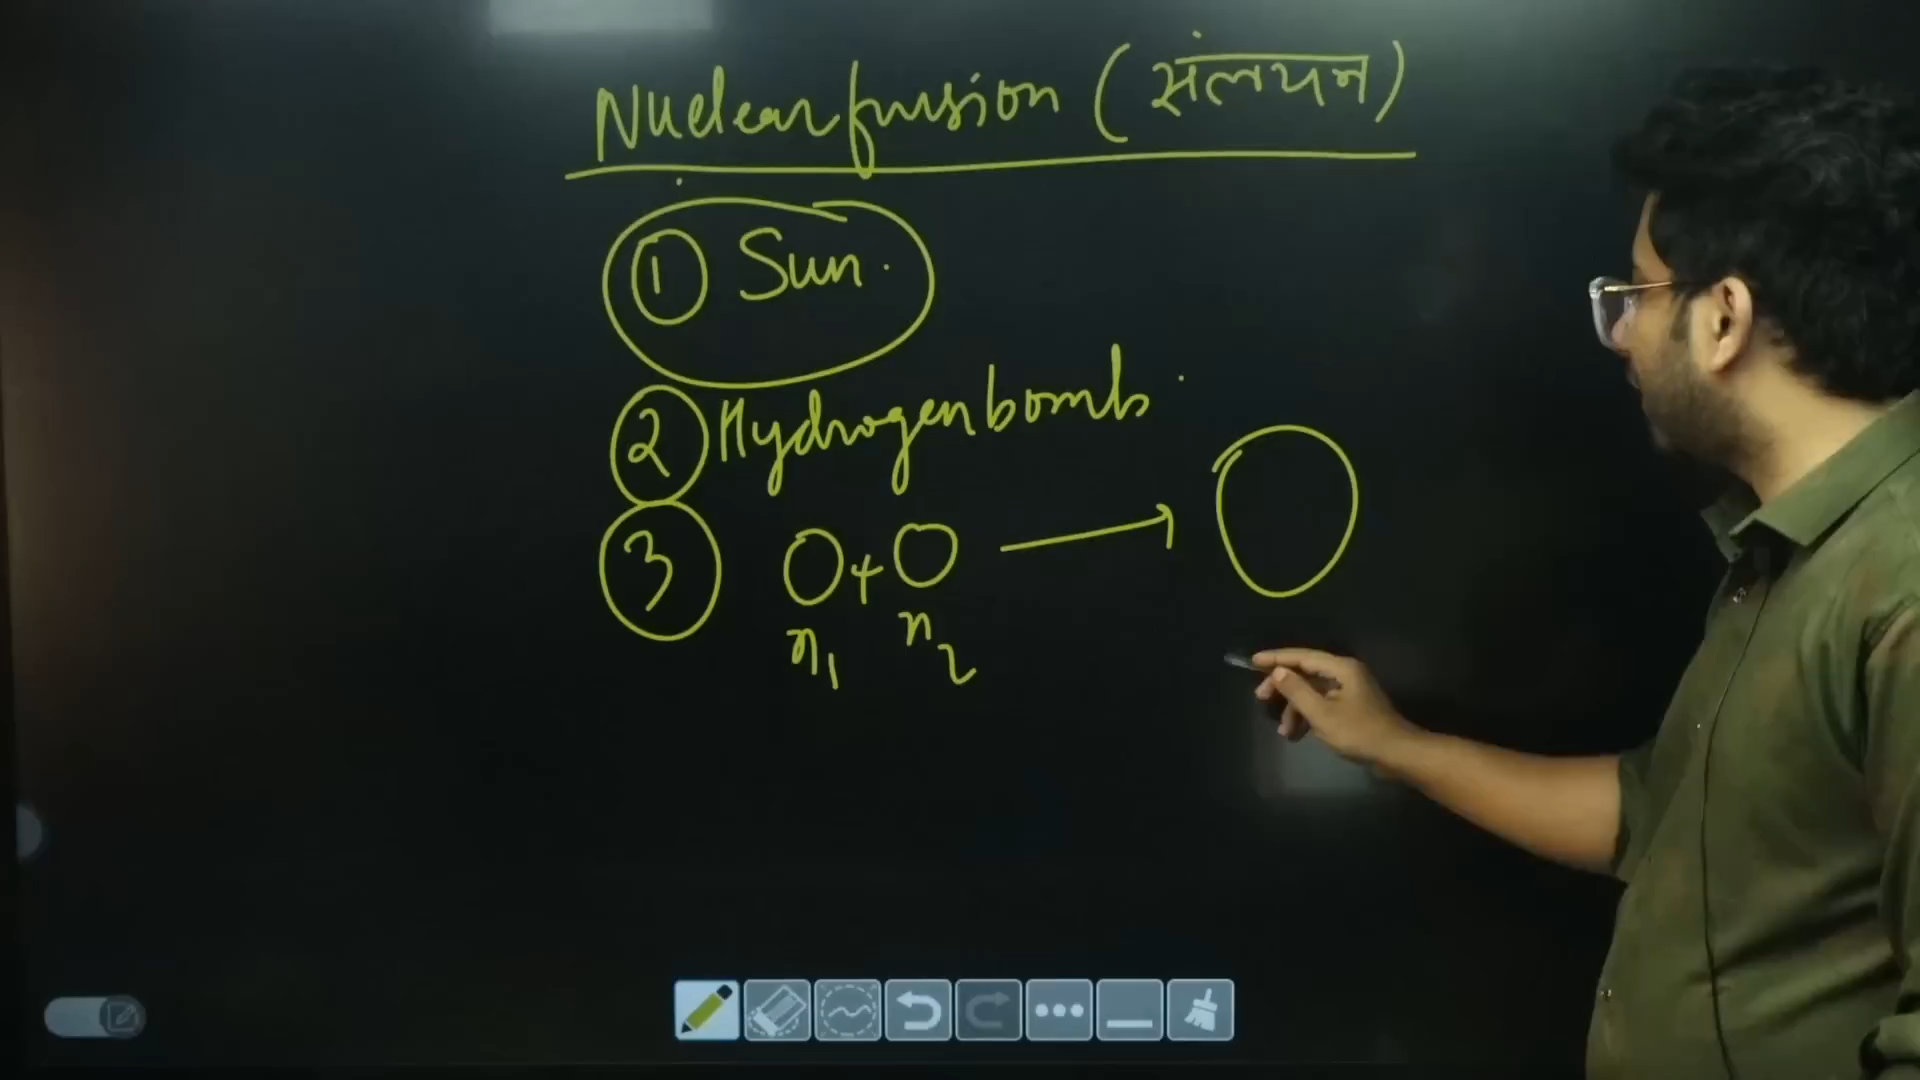 Nuclear fusion (संलयन)
1 Sun.
2 Hydrogen bomb.
3 O + O → O
n1 n2